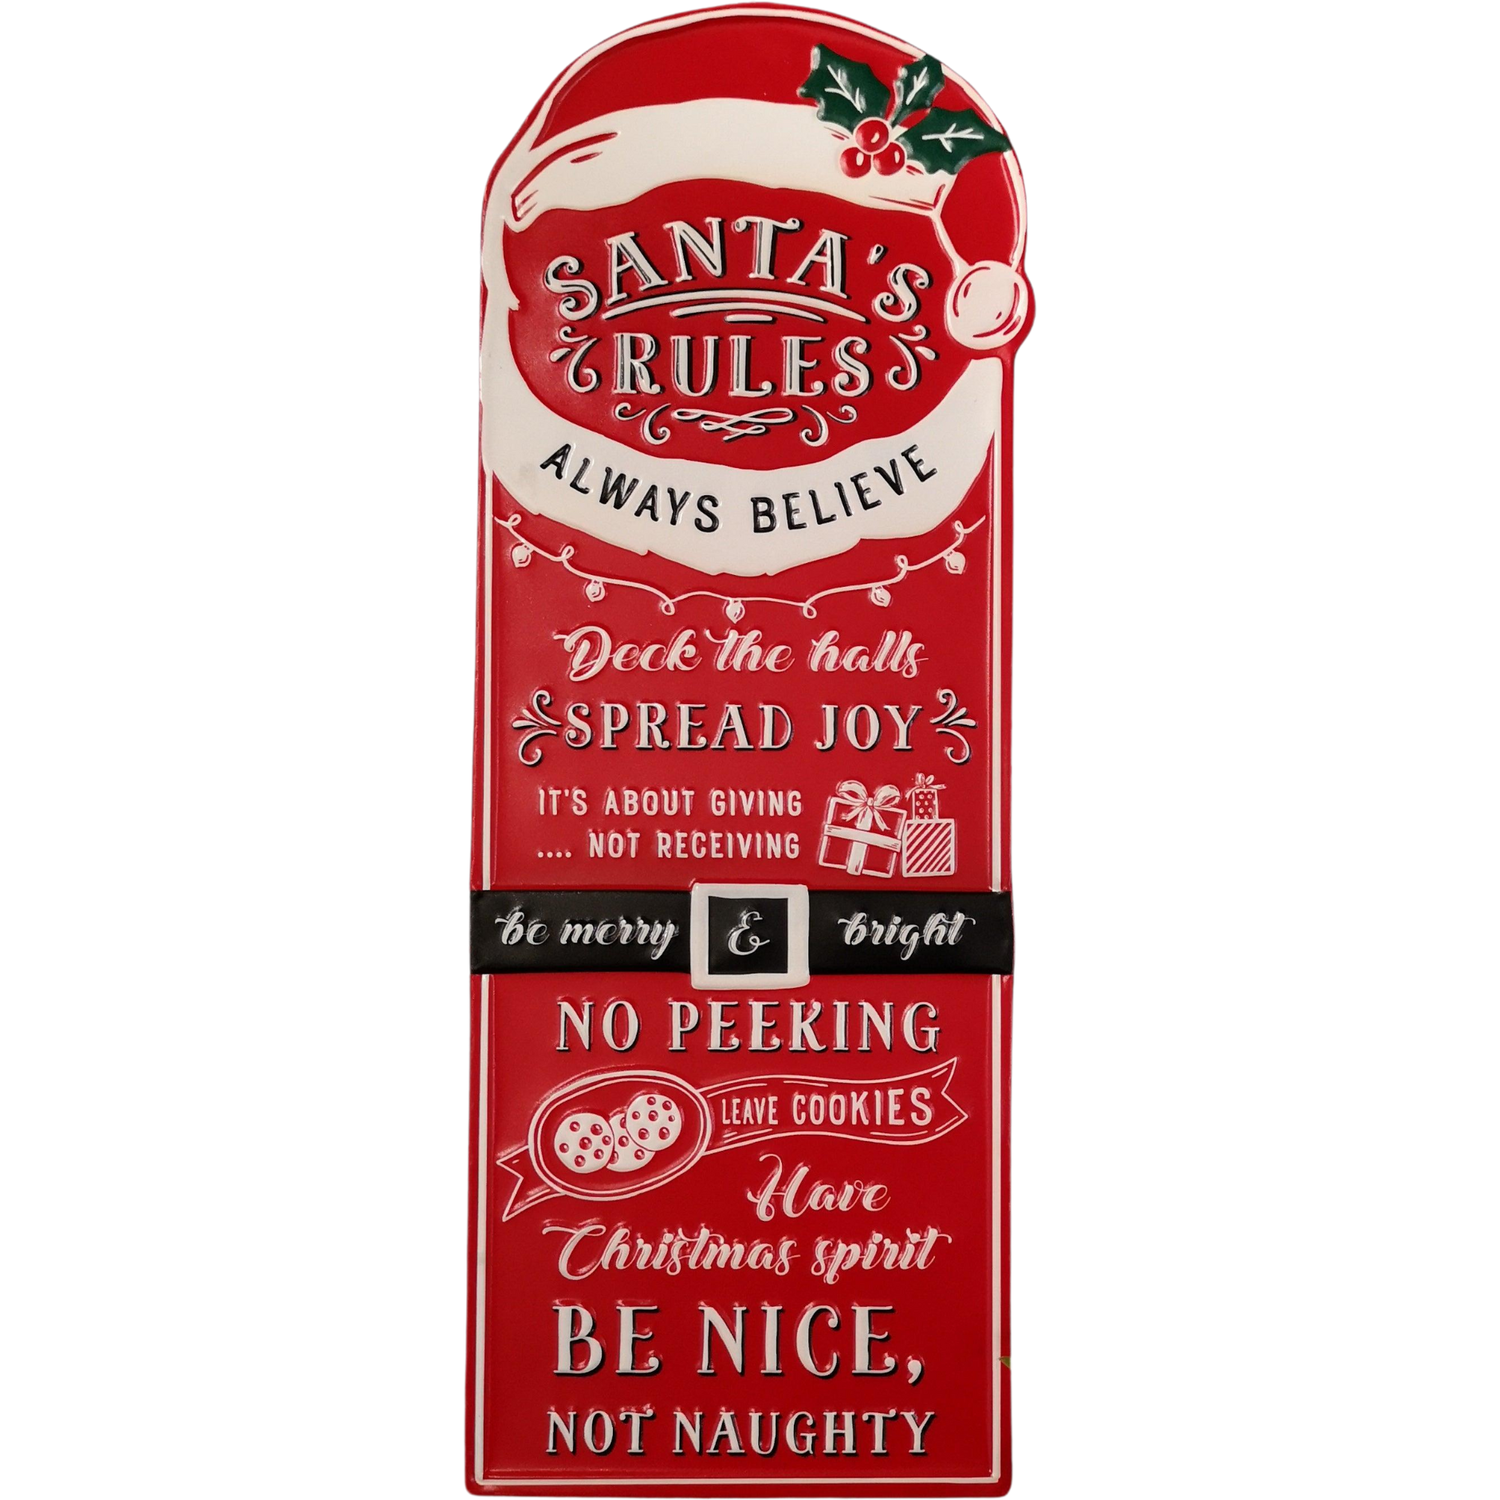 SANTA'S
RULES
ALWAYS BELIEVE
Deck the halls
SPREAD JOY
IT'S ABOUT GIVING
.... NOT RECEIVING
be merry & bright
NO PEEKING
LEAVE COOKIES
Have
Christmas spirit
BE NICE,
NOT NAUGHTY